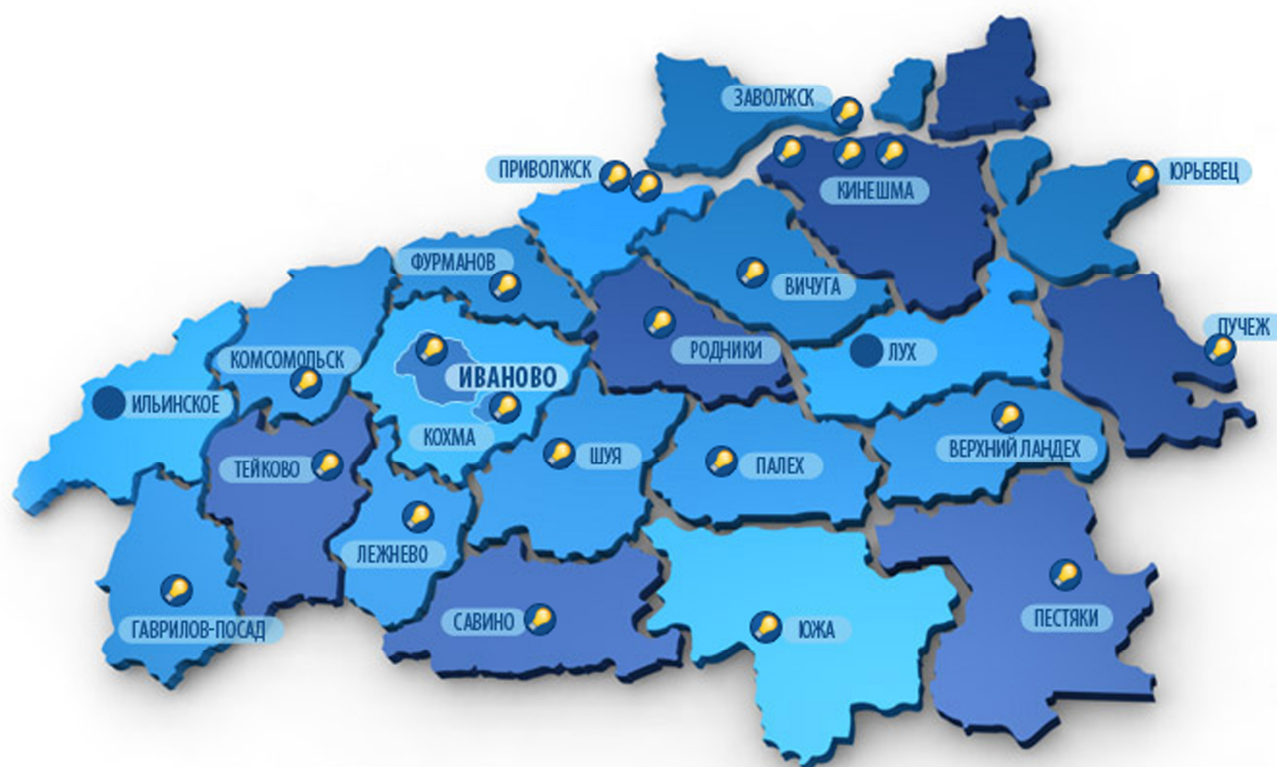 ЗАВОЛЖСК
ПРИВОЛЖСК
ЮРЬЕВЕЦ
КИНЕШМА
ФУРМАНОВ
ВИЧУГА
ПУЧЕЖ
РОДНИКИ
ЛУХ
КОМСОМОЛЬСК
ИВАНОВО
ИЛЬИНСКОЕ
КОХМА
ВЕРХНИЙ ЛАНДЕХ
ШУЯ
ПАЛЕХ
ТЕЙКОВО
ЛЕЖНЕВО
ПЕСТЯКИ
САВИНО
ЮЖА
ГАВРИЛОВ-ПОСАД